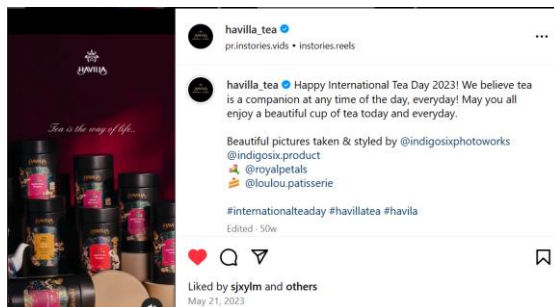 HAVILLA
Tea is the way of life..
havilla_tea
pr.instories.vids • instories.reels
havilla_tea Happy International Tea Day 2023! We believe tea
is a companion at any time of the day, everyday! May you all
enjoy a beautiful cup of tea today and everyday.
Beautiful pictures taken & styled by @indigosixphotoworks
@indigosix.product
💐 @royalpetals
🍰 @loulou.patisserie
#internationalteaday #havillatea #havila
Edited · 50w
Liked by sjxylm and others
May 21, 2023